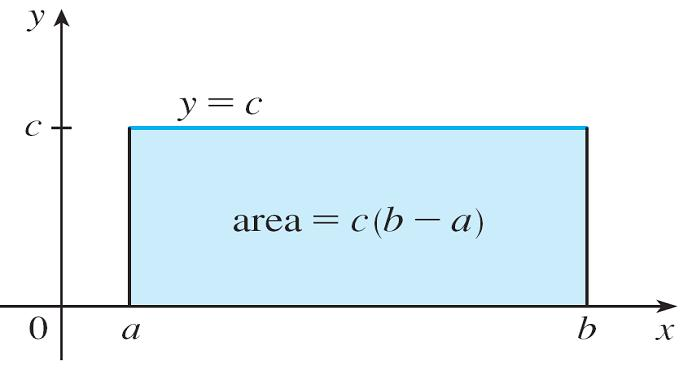 y
y = c
c
area = c(b − a)
0 a b x